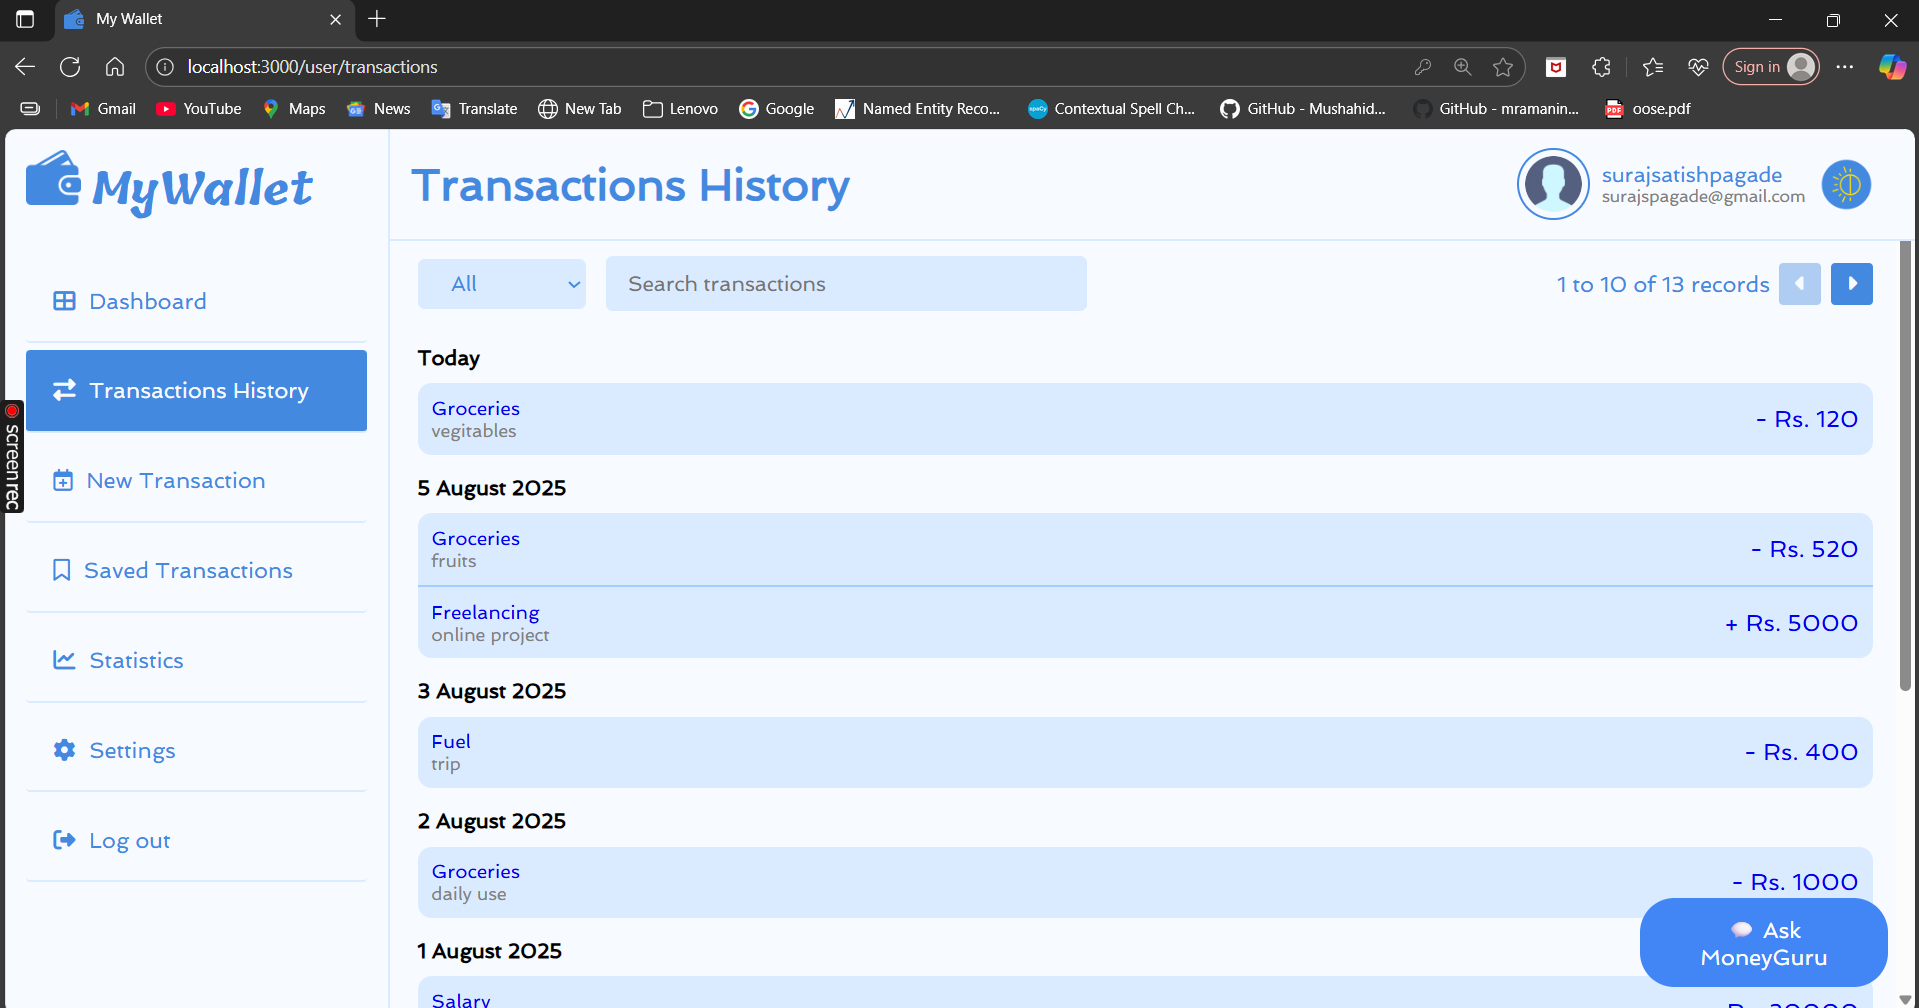 My Wallet
localhost:3000/user/transactions
Sign in
Gmail
YouTube
Maps
News
Translate
New Tab
Lenovo
Google
Named Entity Reco...
Contextual Spell Ch...
GitHub - Mushahid...
GitHub - mramanin...
oose.pdf
MyWallet
Transactions History
surajsatishpagade
surajspagade@gmail.com
Dashboard
Transactions History
New Transaction
Saved Transactions
Statistics
Settings
Log out
screenrec
All
Search transactions
1 to 10 of 13 records
Today
Groceries
vegitables
- Rs. 120
5 August 2025
Groceries
fruits
- Rs. 520
Freelancing
online project
+ Rs. 5000
3 August 2025
Fuel
trip
- Rs. 400
2 August 2025
Groceries
daily use
- Rs. 1000
1 August 2025
Salary
Ask
MoneyGuru